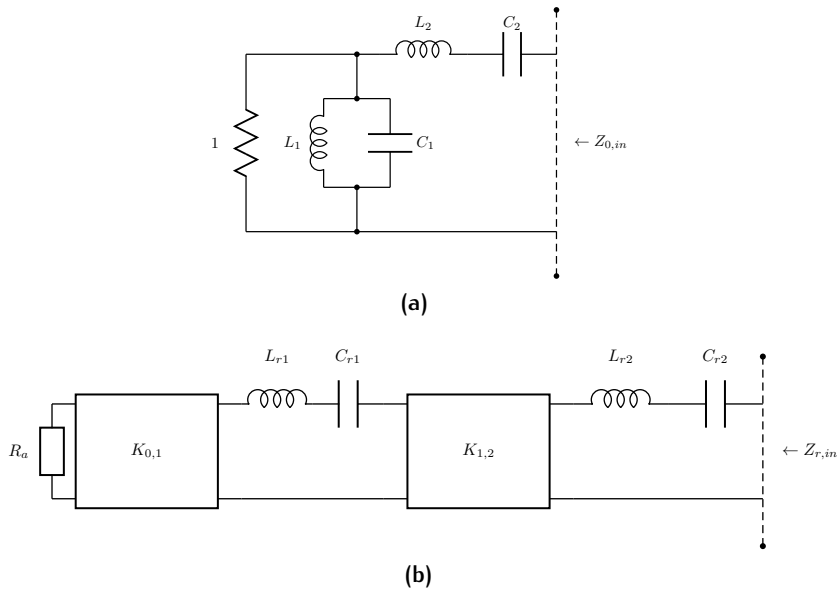 L₂ C₂
1 L₁ C₁ ← Z₀,ᵢₙ
(a)
Lᵣ₁ Cᵣ₁ Lᵣ₂ Cᵣ₂
Rₐ K₀,₁ K₁,₂ ← Zᵣ,ᵢₙ
(b)